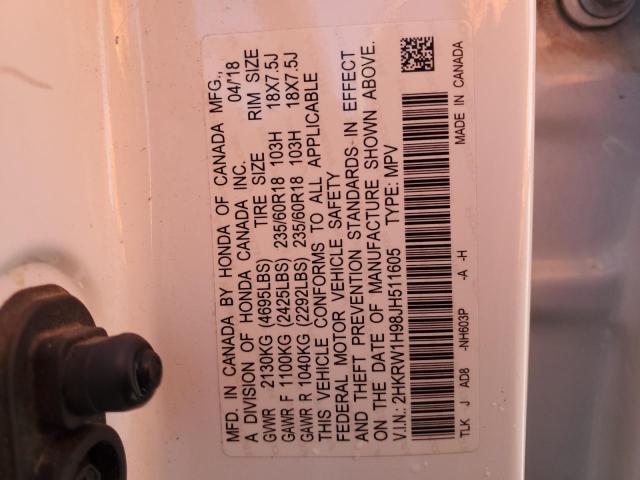 MFD. IN CANADA BY HONDA OF CANADA MFG.,
A DIVISION OF HONDA CANADA INC. 04/18
GVWR 2130KG (4695LBS) TIRE SIZE RIM SIZE
GAWR F 1100KG (2425LBS) 235/60R18 103H 18X7.5J
GAWR R 1040KG (2292LBS) 235/60R18 103H 18X7.5J
THIS VEHICLE CONFORMS TO ALL APPLICABLE
FEDERAL MOTOR VEHICLE SAFETY
AND THEFT PREVENTION STANDARDS IN EFFECT
ON THE DATE OF MANUFACTURE SHOWN ABOVE.
V.I.N.: 2HKRW1H98JH511605 TYPE: MPV
TLK J AD8 -NH603P -A -H MADE IN CANADA